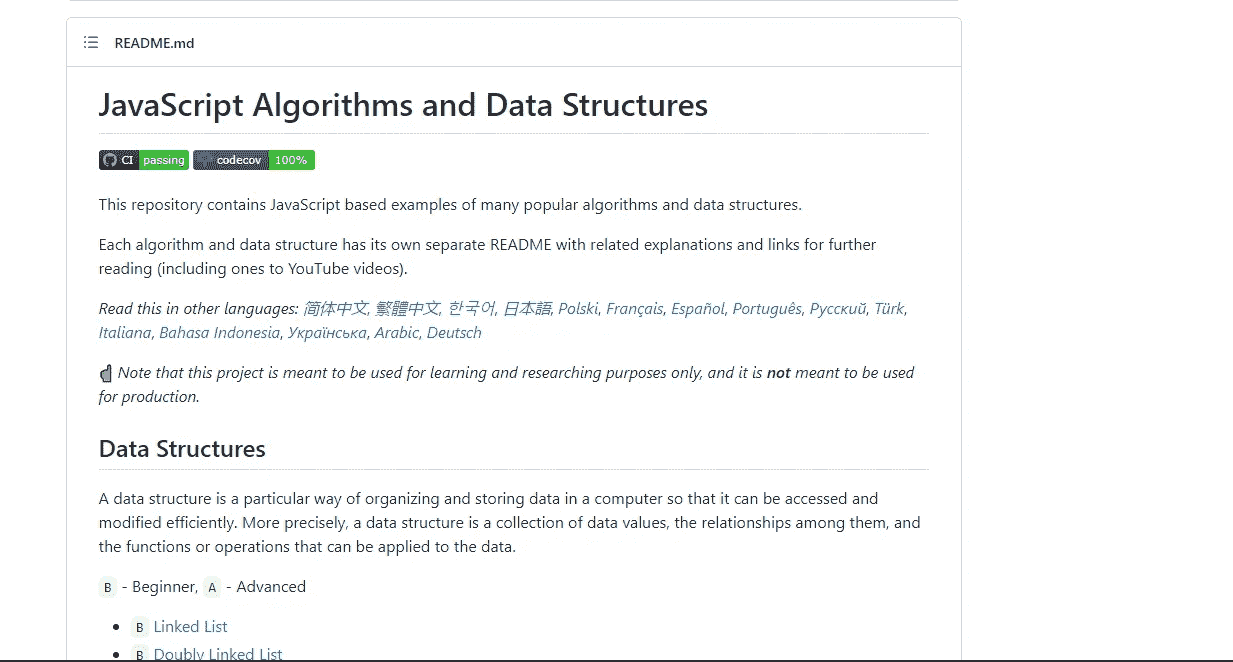 README.md
JavaScript Algorithms and Data Structures
CI passing codecov 100%
This repository contains JavaScript based examples of many popular algorithms and data structures.
Each algorithm and data structure has its own separate README with related explanations and links for further
reading (including ones to YouTube videos).
Read this in other languages: 简体中文, 繁體中文, 한국어, 日本語, Polski, Français, Español, Português, Русский, Türk,
Italiana, Bahasa Indonesia, Українська, Arabic, Deutsch
☝ Note that this project is meant to be used for learning and researching purposes only, and it is not meant to be used
for production.
Data Structures
A data structure is a particular way of organizing and storing data in a computer so that it can be accessed and
modified efficiently. More precisely, a data structure is a collection of data values, the relationships among them, and
the functions or operations that can be applied to the data.
B - Beginner, A - Advanced
• B Linked List
• B Doubly Linked List